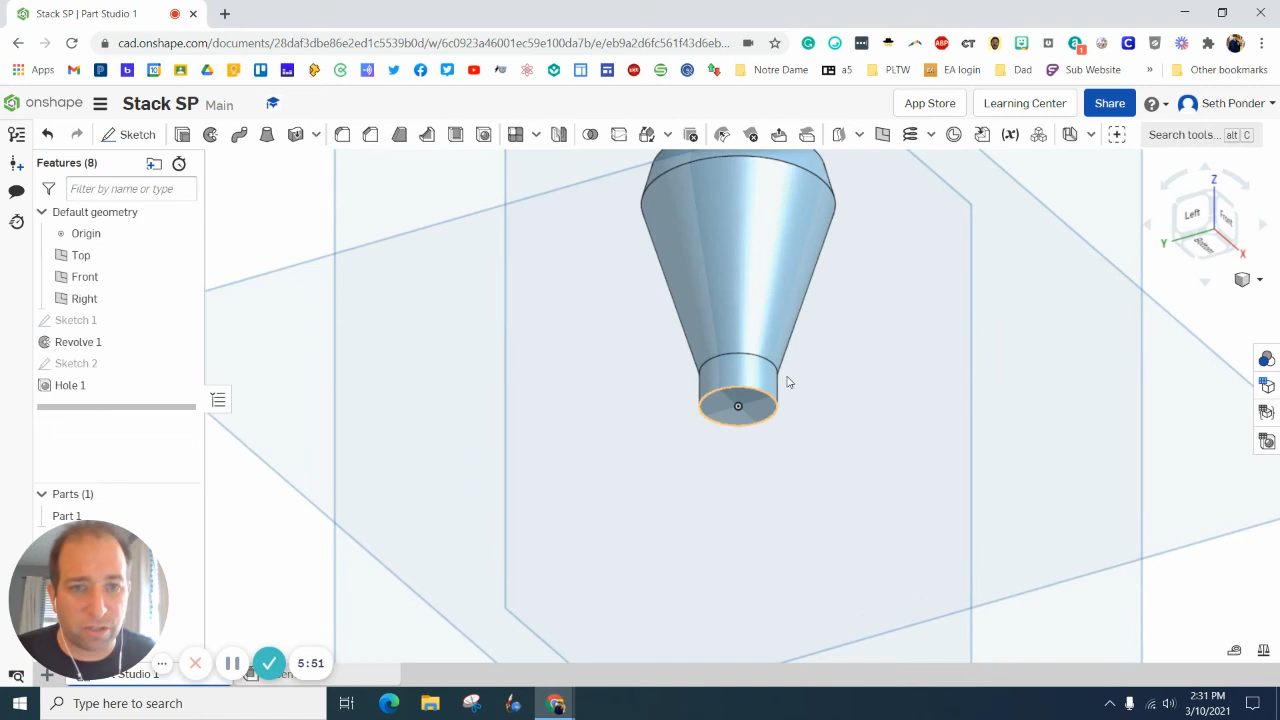 Stack SP | Part Studio 1
cad.onshape.com/documents/28daf3db86e2ed1c5539b0dc/w/6c0923a46001ec59e100da7b/e/eb9a2d6fc561f43d6eb...
Apps
Notre Dame
a5
PLTW
EA login
Dad
Sub Website
»
Other bookmarks
onshape
Stack SP Main
App Store
Learning Center
Share
Seth Ponder
Sketch
Search tools... alt C
Features (8)
Filter by name or type
Default geometry
Origin
Top
Front
Right
Sketch 1
Revolve 1
Sketch 2
Hole 1
Parts (1)
Part 1
Z
Left
Front
Bottom
Y
X
5:51
Type here to search
2:31 PM
3/10/2021